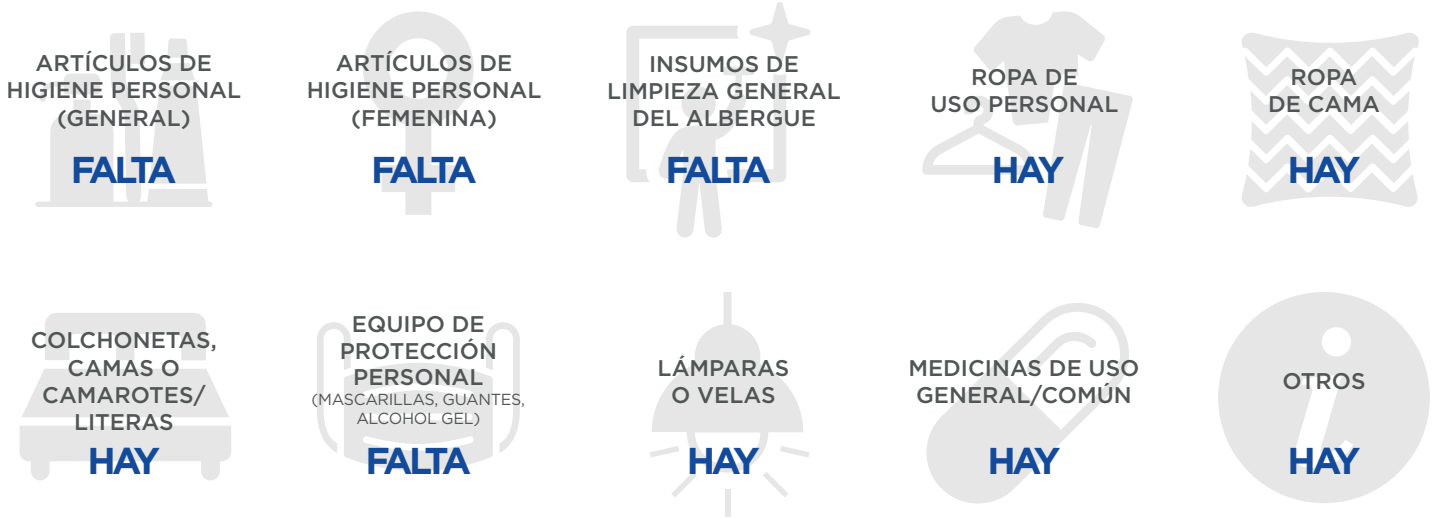 ARTÍCULOS DE
HIGIENE PERSONAL
(GENERAL)
FALTA
ARTÍCULOS DE
HIGIENE PERSONAL
(FEMENINA)
FALTA
INSUMOS DE
LIMPIEZA GENERAL
DEL ALBERGUE
FALTA
ROPA DE
USO PERSONAL
HAY
ROPA
DE CAMA
HAY
COLCHONETAS,
CAMAS O
CAMAROTES/
LITERAS
HAY
EQUIPO DE
PROTECCIÓN
PERSONAL
(MASCARILLAS, GUANTES,
ALCOHOL GEL)
FALTA
LÁMPARAS
O VELAS
HAY
MEDICINAS DE USO
GENERAL/COMÚN
HAY
OTROS
HAY